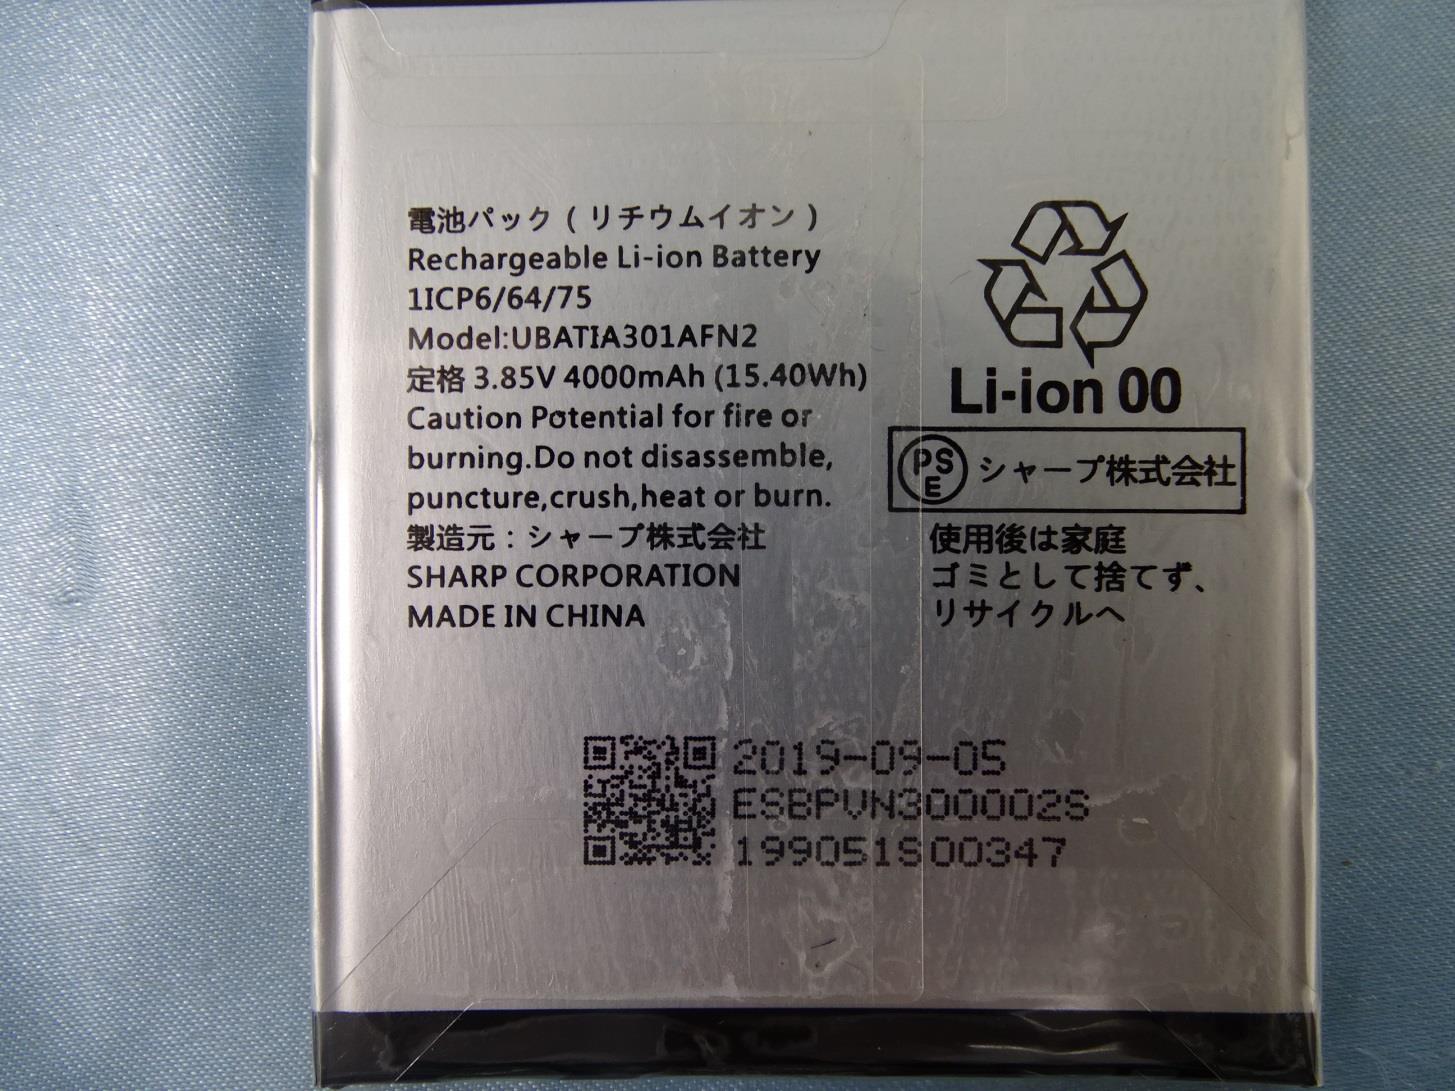 電池パック ( リチウムイオン )
Rechargeable Li-ion Battery
1ICP6/64/75
Model:UBATIA301AFN2
定格 3.85V 4000mAh (15.40Wh)
Caution Potential for fire or
burning.Do not disassemble,
puncture,crush,heat or burn.
製造元：シャープ株式会社
SHARP CORPORATION
MADE IN CHINA
Li-ion 00
PSE シャープ株式会社
使用後は家庭
ゴミとして捨てず、
リサイクルへ
2019-09-05
ESBPVN300002S
199051S00347